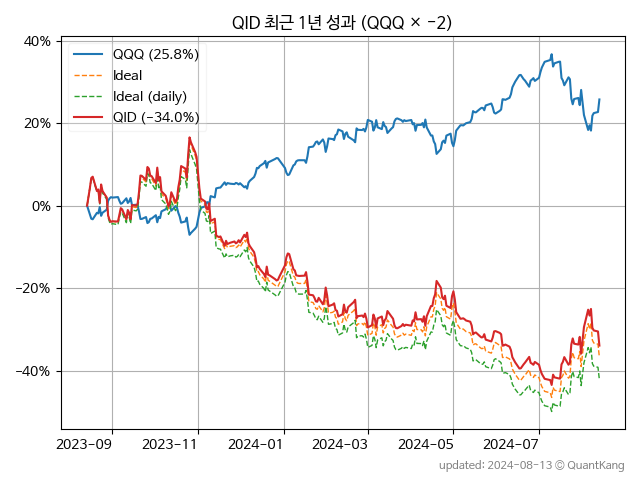 QID 최근 1년 성과 (QQQ × −2)
QQQ (25.8%)
Ideal
Ideal (daily)
QID (−34.0%)
40%
20%
0%
−20%
−40%
2023−09 2023−11 2024−01 2024−03 2024−05 2024−07
updated: 2024−08−13 © QuantKang